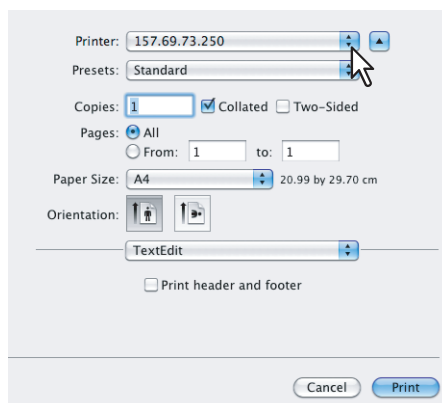 Printer: 157.69.73.250
Presets: Standard
Copies: 1 Collated Two-Sided
Pages: All
From: 1 to: 1
Paper Size: A4 20.99 by 29.70 cm
Orientation:
TextEdit
Print header and footer
Cancel Print